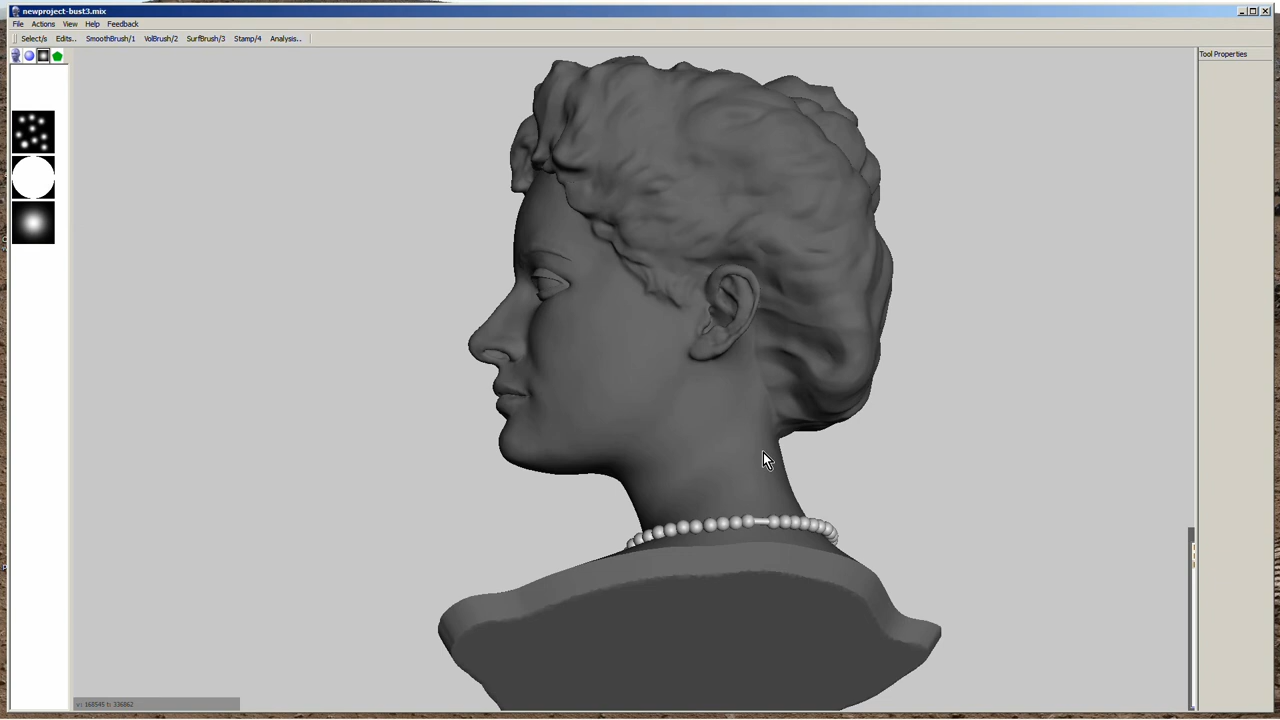 newproject-bust3.mix
File Actions View Help Feedback
Select/s Edits.. SmoothBrush/1 VolBrush/2 SurfBrush/3 Stamp/4 Analysis..
Tool Properties
v: 168545 t: 336862